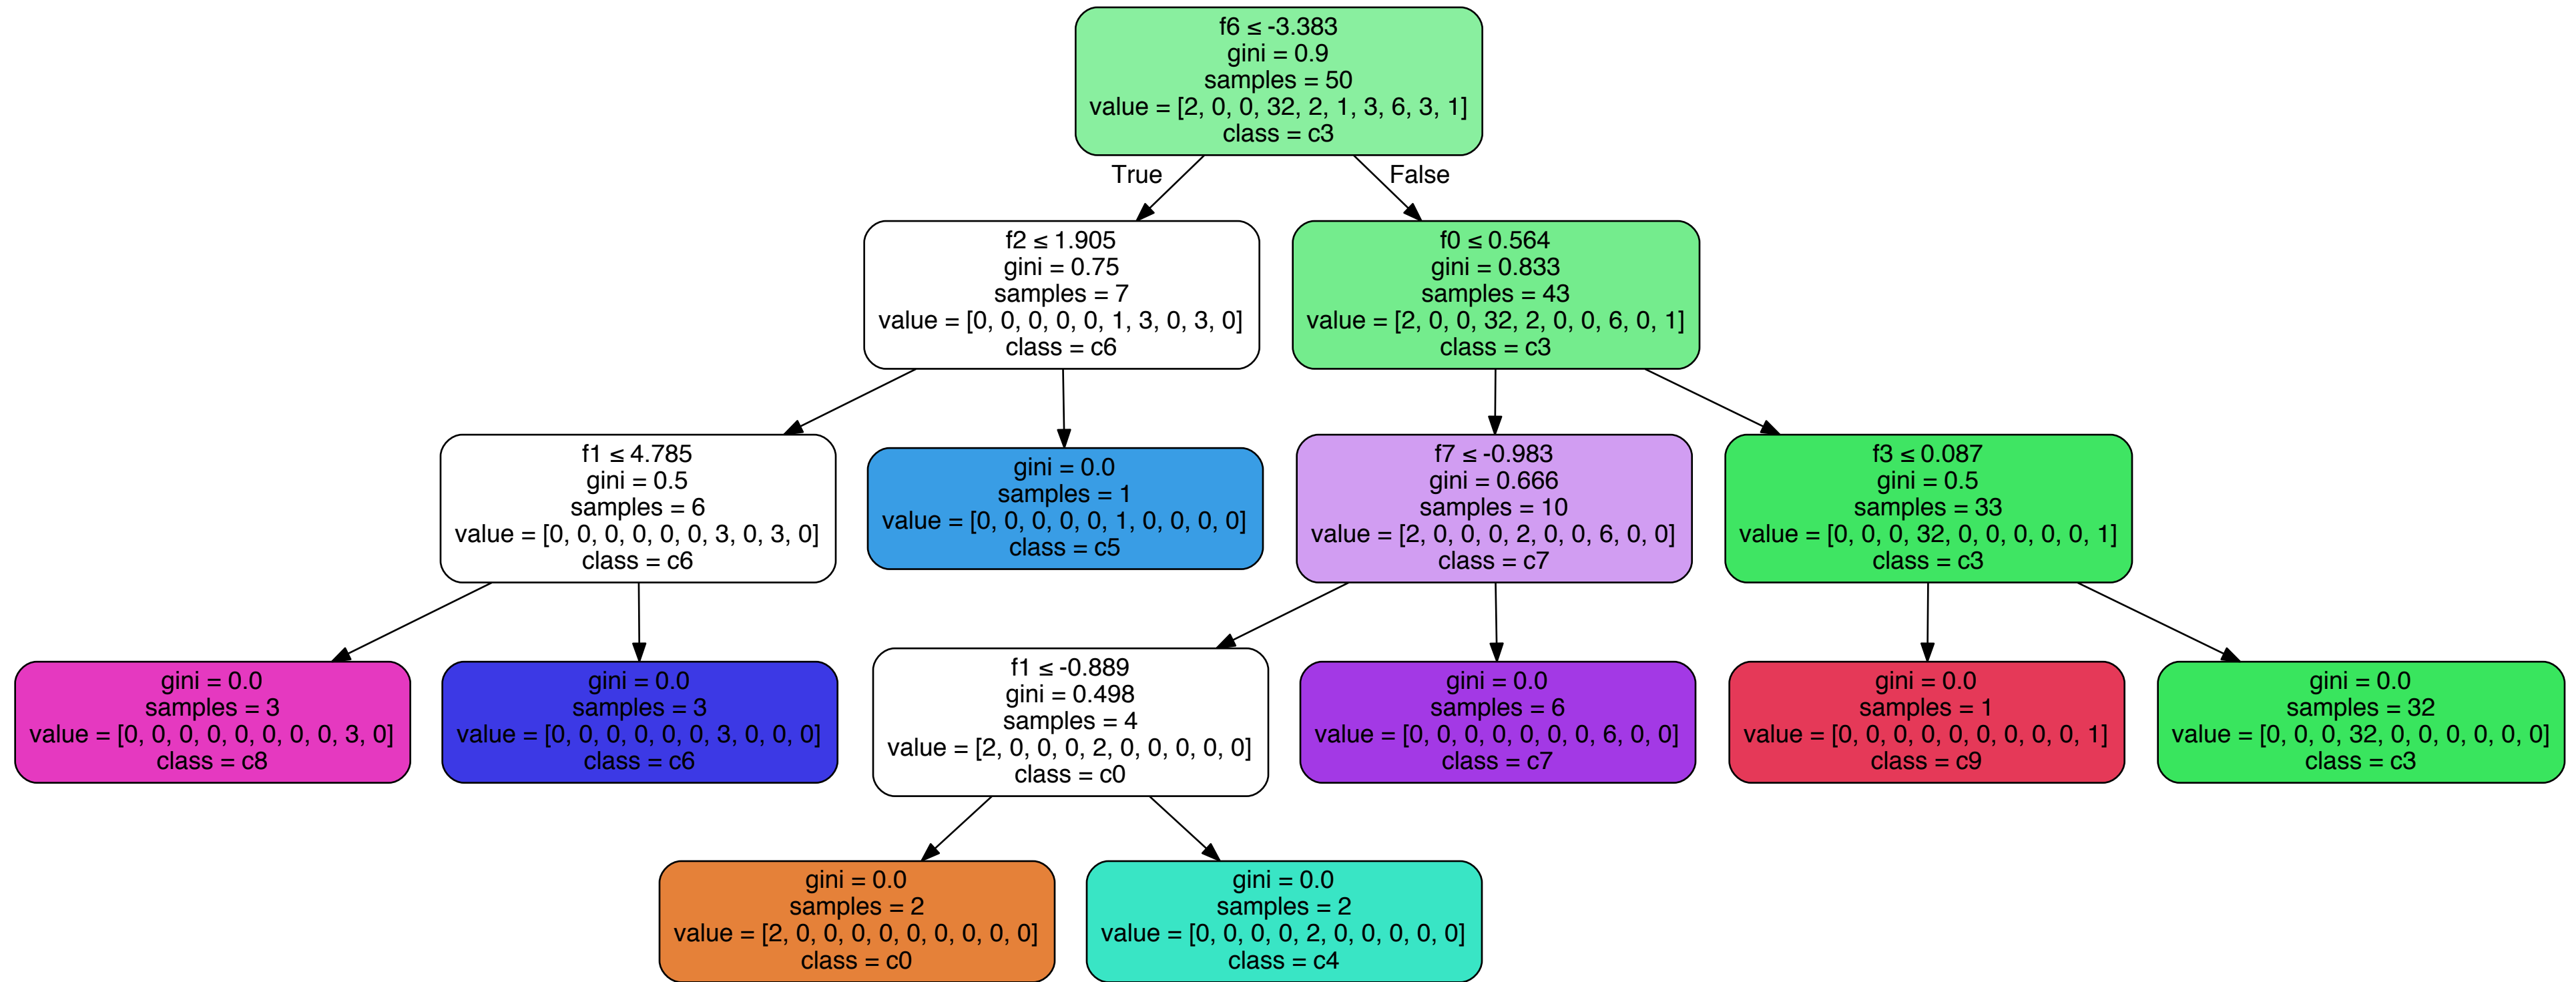 f6 ≤ -3.383
gini = 0.9
samples = 50
value = [2, 0, 0, 32, 2, 1, 3, 6, 3, 1]
class = c3
True
False
f2 ≤ 1.905
gini = 0.75
samples = 7
value = [0, 0, 0, 0, 0, 1, 3, 0, 3, 0]
class = c6
f0 ≤ 0.564
gini = 0.833
samples = 43
value = [2, 0, 0, 32, 2, 0, 0, 6, 0, 1]
class = c3
f1 ≤ 4.785
gini = 0.5
samples = 6
value = [0, 0, 0, 0, 0, 0, 3, 0, 3, 0]
class = c6
gini = 0.0
samples = 1
value = [0, 0, 0, 0, 0, 1, 0, 0, 0, 0]
class = c5
f7 ≤ -0.983
gini = 0.666
samples = 10
value = [2, 0, 0, 0, 2, 0, 0, 6, 0, 0]
class = c7
f3 ≤ 0.087
gini = 0.5
samples = 33
value = [0, 0, 0, 32, 0, 0, 0, 0, 0, 1]
class = c3
gini = 0.0
samples = 3
value = [0, 0, 0, 0, 0, 0, 0, 0, 3, 0]
class = c8
gini = 0.0
samples = 3
value = [0, 0, 0, 0, 0, 0, 3, 0, 0, 0]
class = c6
f1 ≤ -0.889
gini = 0.498
samples = 4
value = [2, 0, 0, 0, 2, 0, 0, 0, 0, 0]
class = c0
gini = 0.0
samples = 6
value = [0, 0, 0, 0, 0, 0, 0, 6, 0, 0]
class = c7
gini = 0.0
samples = 1
value = [0, 0, 0, 0, 0, 0, 0, 0, 0, 1]
class = c9
gini = 0.0
samples = 32
value = [0, 0, 0, 32, 0, 0, 0, 0, 0, 0]
class = c3
gini = 0.0
samples = 2
value = [2, 0, 0, 0, 0, 0, 0, 0, 0, 0]
class = c0
gini = 0.0
samples = 2
value = [0, 0, 0, 0, 2, 0, 0, 0, 0, 0]
class = c4